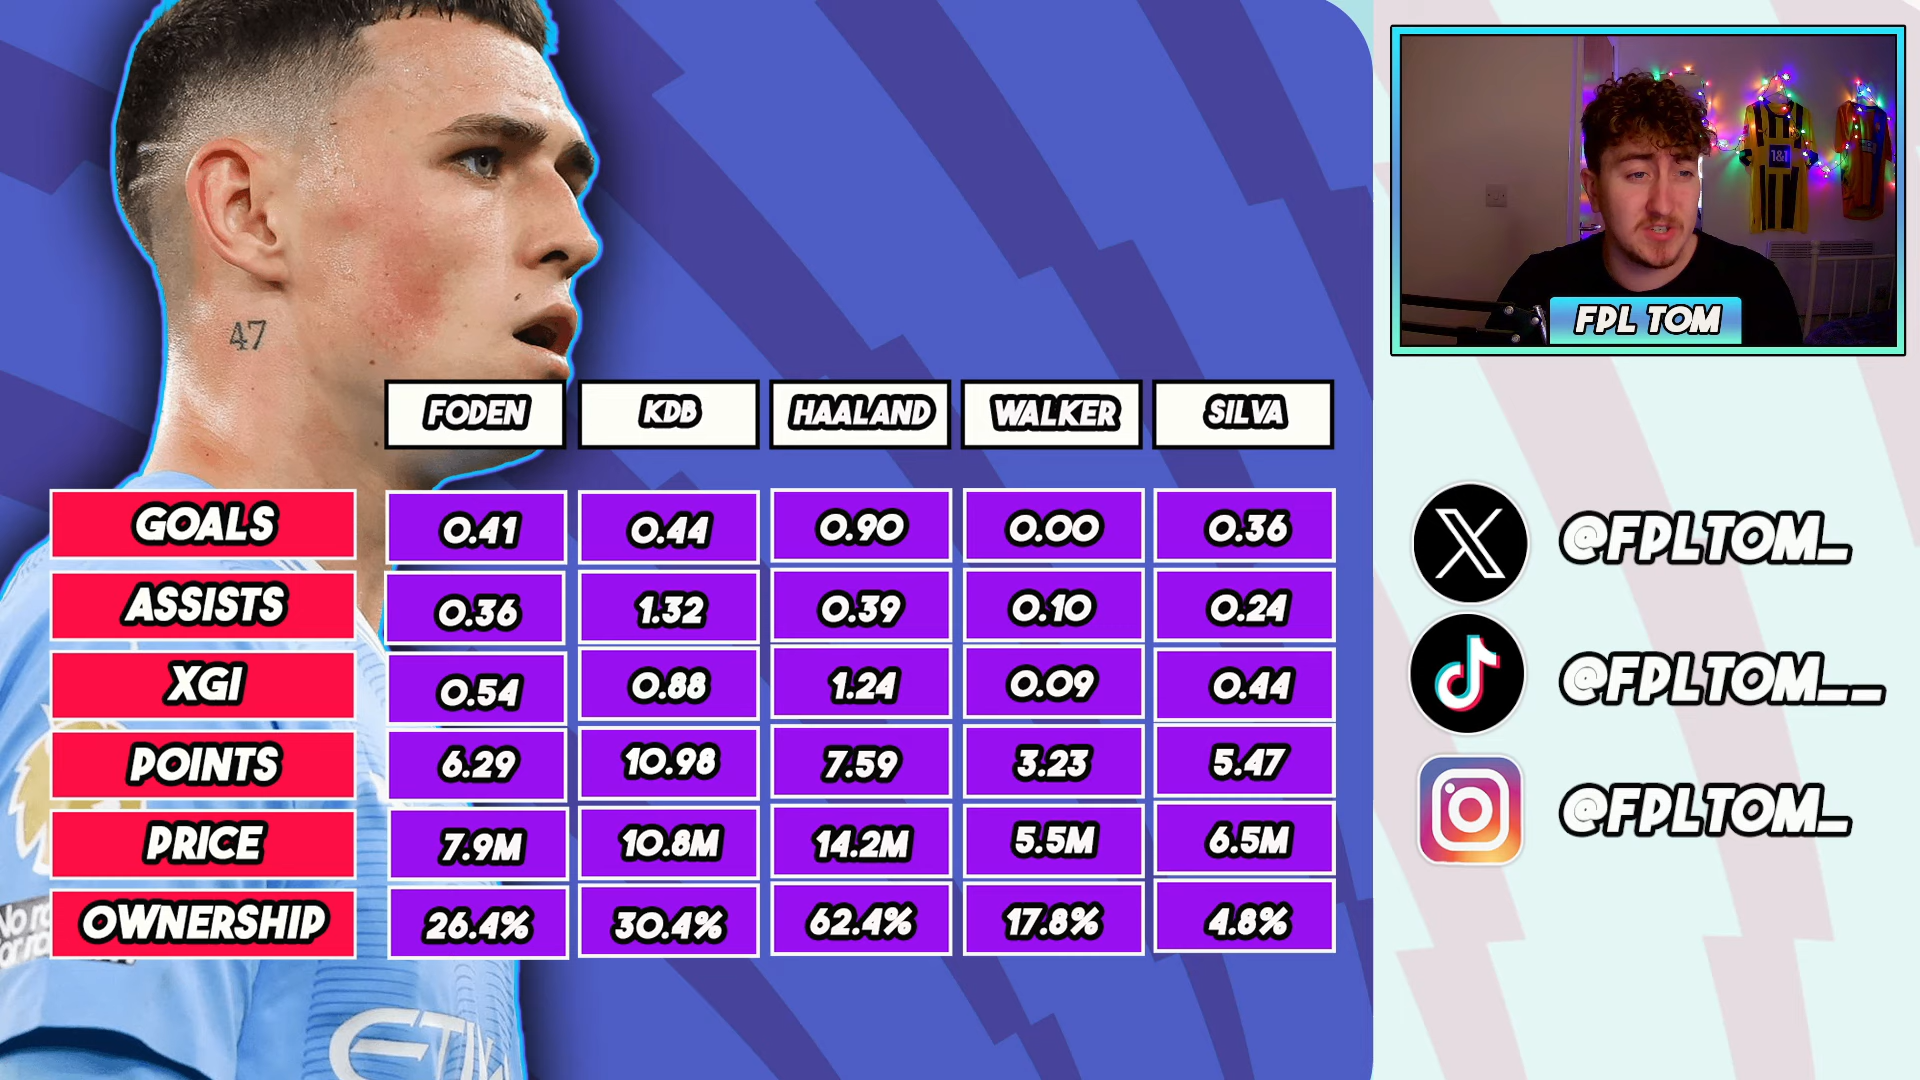 47
FPL TOM
1&1
FODEN KDB HAALAND WALKER SILVA
GOALS 0.41 0.44 0.90 0.00 0.36
ASSISTS 0.36 1.32 0.39 0.10 0.24
XGI 0.54 0.88 1.24 0.09 0.44
POINTS 6.29 10.98 7.59 3.23 5.47
PRICE 7.9M 10.8M 14.2M 5.5M 6.5M
OWNERSHIP 26.4% 30.4% 62.4% 17.8% 4.8%
@FPLTOM_
@FPLTOM__
@FPLTOM_
No